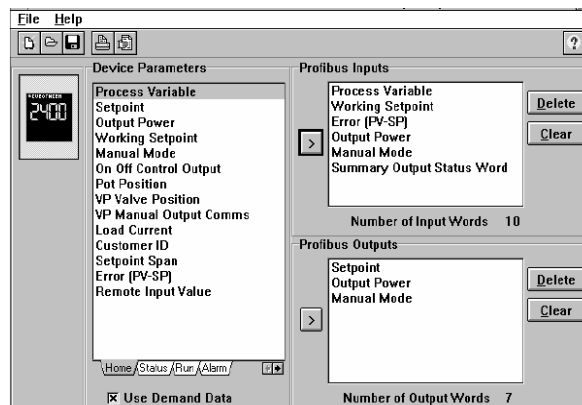 File Help
?
EUROTHERM
2400
Device Parameters
Process Variable
Setpoint
Output Power
Working Setpoint
Manual Mode
On Off Control Output
Pot Position
VP Valve Position
VP Manual Output Comms
Load Current
Customer ID
Setpoint Span
Error (PV-SP)
Remote Input Value
Home Status Run Alarm
Use Demand Data
Profibus Inputs
Process Variable
Working Setpoint
Error (PV-SP)
Output Power
Manual Mode
Summary Output Status Word
>
Delete
Clear
Number of Input Words 10
Profibus Outputs
Setpoint
Output Power
Manual Mode
>
Delete
Clear
Number of Output Words 7